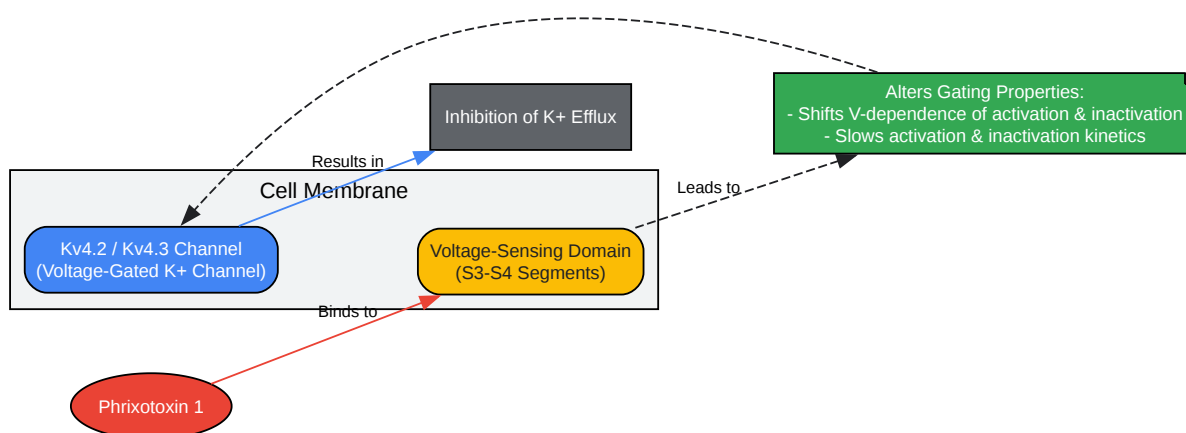 Alters Gating Properties:
- Shifts V-dependence of activation & inactivation
- Slows activation & inactivation kinetics
Inhibition of K+ Efflux
Results in
Cell Membrane
Leads to
Kv4.2 / Kv4.3 Channel
(Voltage-Gated K+ Channel)
Voltage-Sensing Domain
(S3-S4 Segments)
Binds to
Phrixotoxin 1